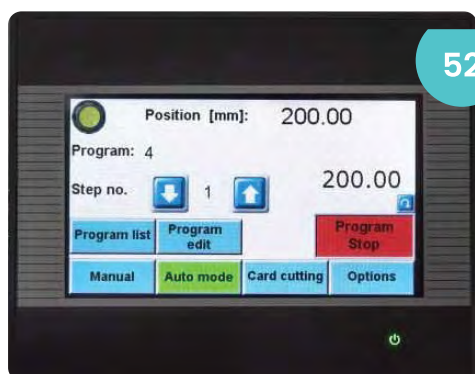 52
Position [mm]: 200.00
Program: 4
Step no. 1 200.00
Program list Program edit Program Stop
Manual Auto mode Card cutting Options